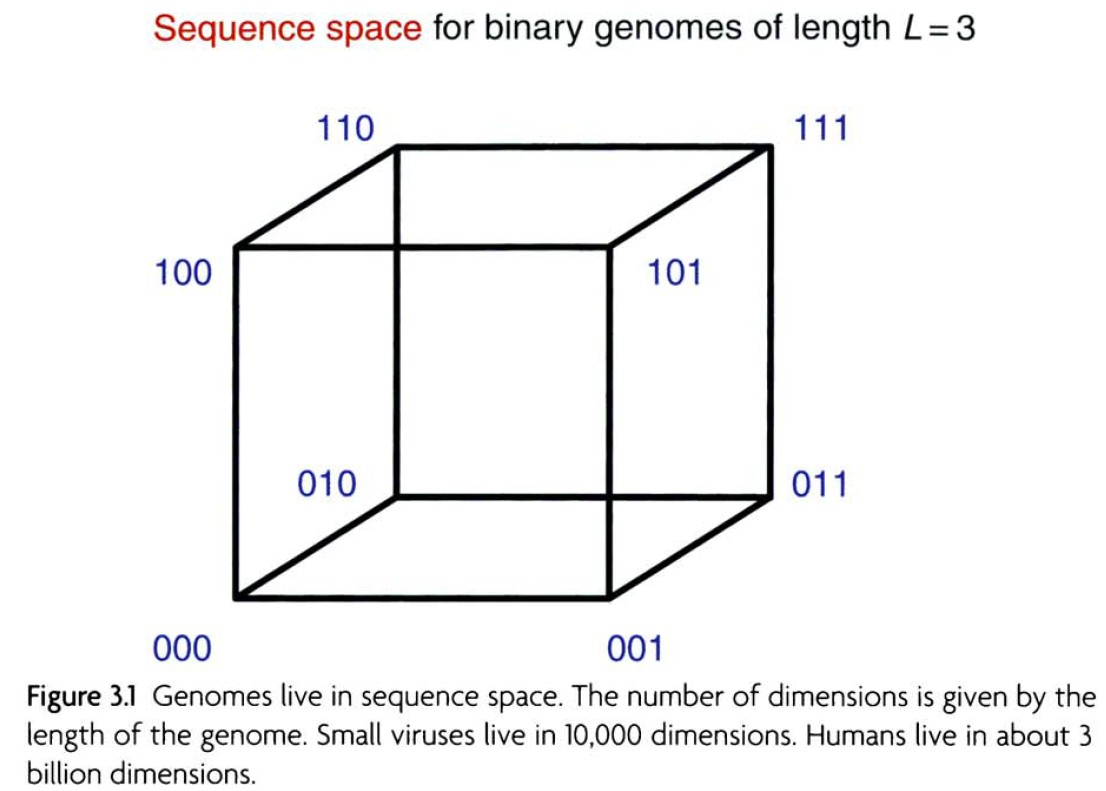 Sequence space for binary genomes of length L = 3
110
111
100
101
010
011
000
001
Figure 3.1 Genomes live in sequence space. The number of dimensions is given by the
length of the genome. Small viruses live in 10,000 dimensions. Humans live in about 3
billion dimensions.